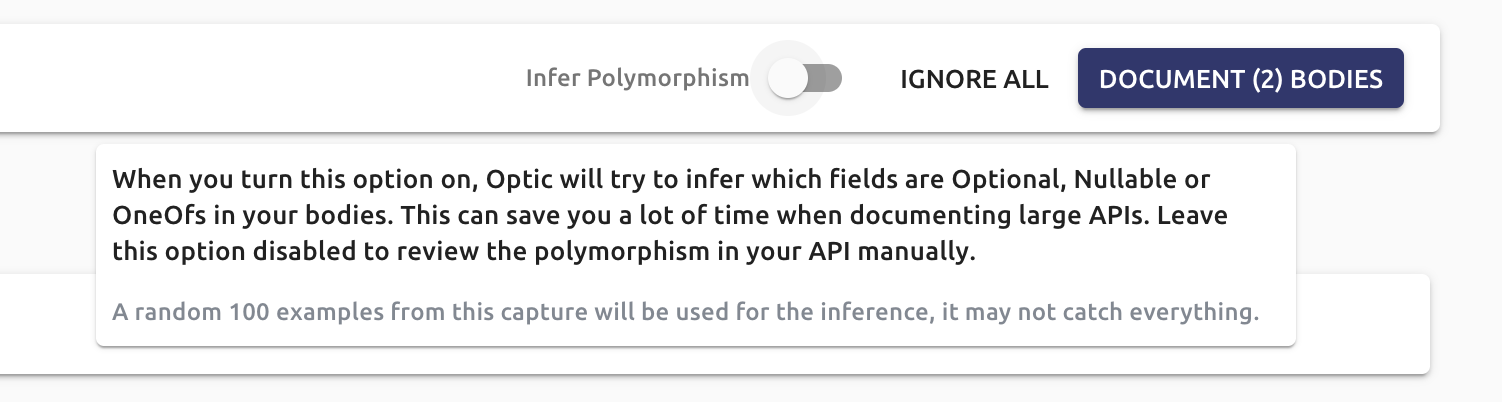 Infer Polymorphism
IGNORE ALL
DOCUMENT (2) BODIES
When you turn this option on, Optic will try to infer which fields are Optional, Nullable or
OneOfs in your bodies. This can save you a lot of time when documenting large APIs. Leave
this option disabled to review the polymorphism in your API manually.
A random 100 examples from this capture will be used for the inference, it may not catch everything.